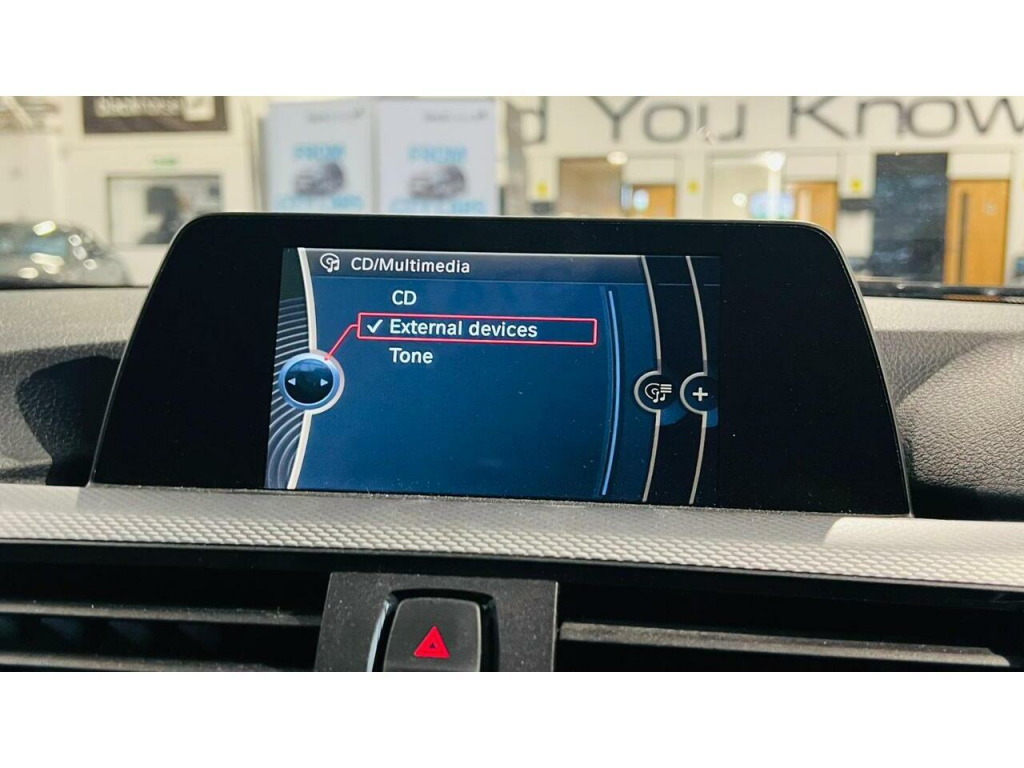 d You Know
CD/Multimedia
CD
External devices
Tone